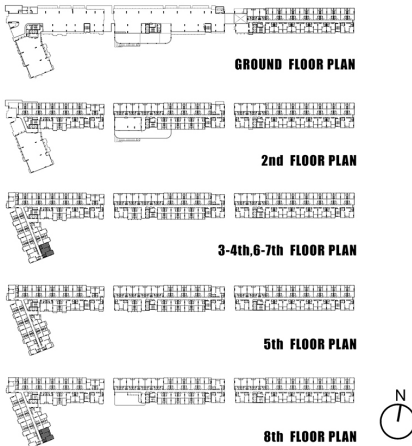 GROUND FLOOR PLAN
2nd FLOOR PLAN
3-4th,6-7th FLOOR PLAN
5th FLOOR PLAN
8th FLOOR PLAN
N